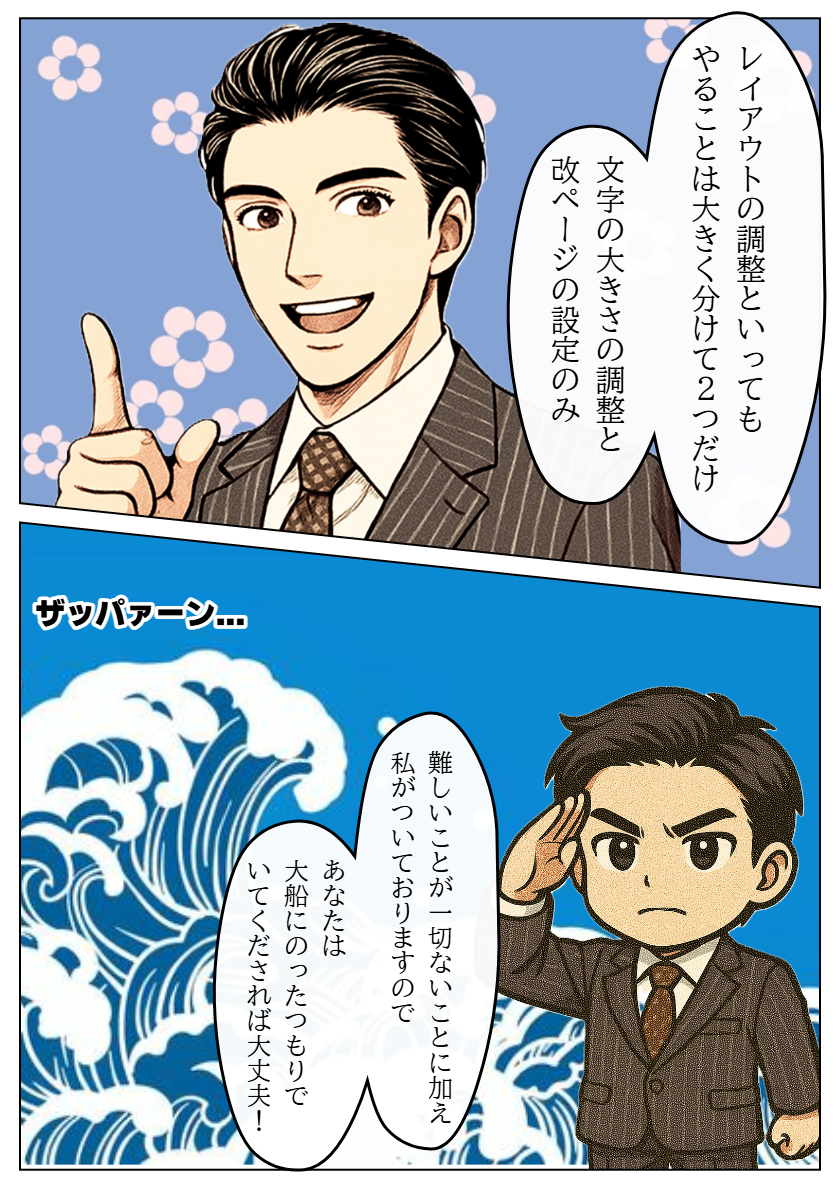 レイアウトの調整といっても
やることは大きく分けて２つだけ
文字の大きさの調整と
改ページの設定のみ
ザッパァーン…
難しいことが一切ないことに加え
私がついておりますので
あなたは
大船にのったつもりで
いてくだされば大丈夫！